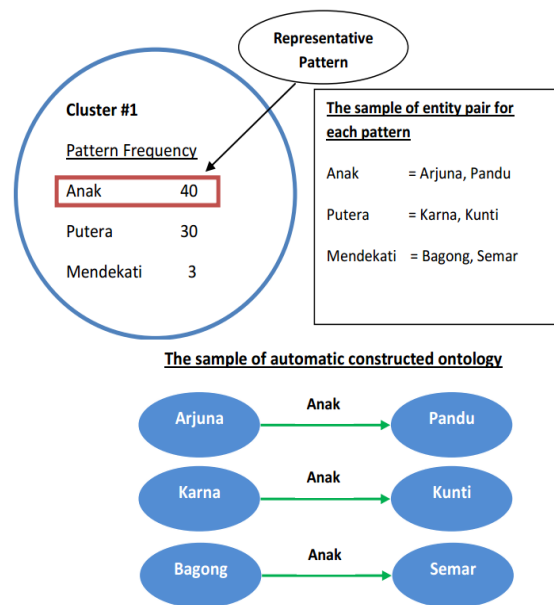 Representative
Pattern
Cluster #1
Pattern Frequency
Anak 40
Putera 30
Mendekati 3
The sample of entity pair for
each pattern
Anak = Arjuna, Pandu
Putera = Karna, Kunti
Mendekati = Bagong, Semar
The sample of automatic constructed ontology
Arjuna Anak Pandu
Karna Anak Kunti
Bagong Anak Semar